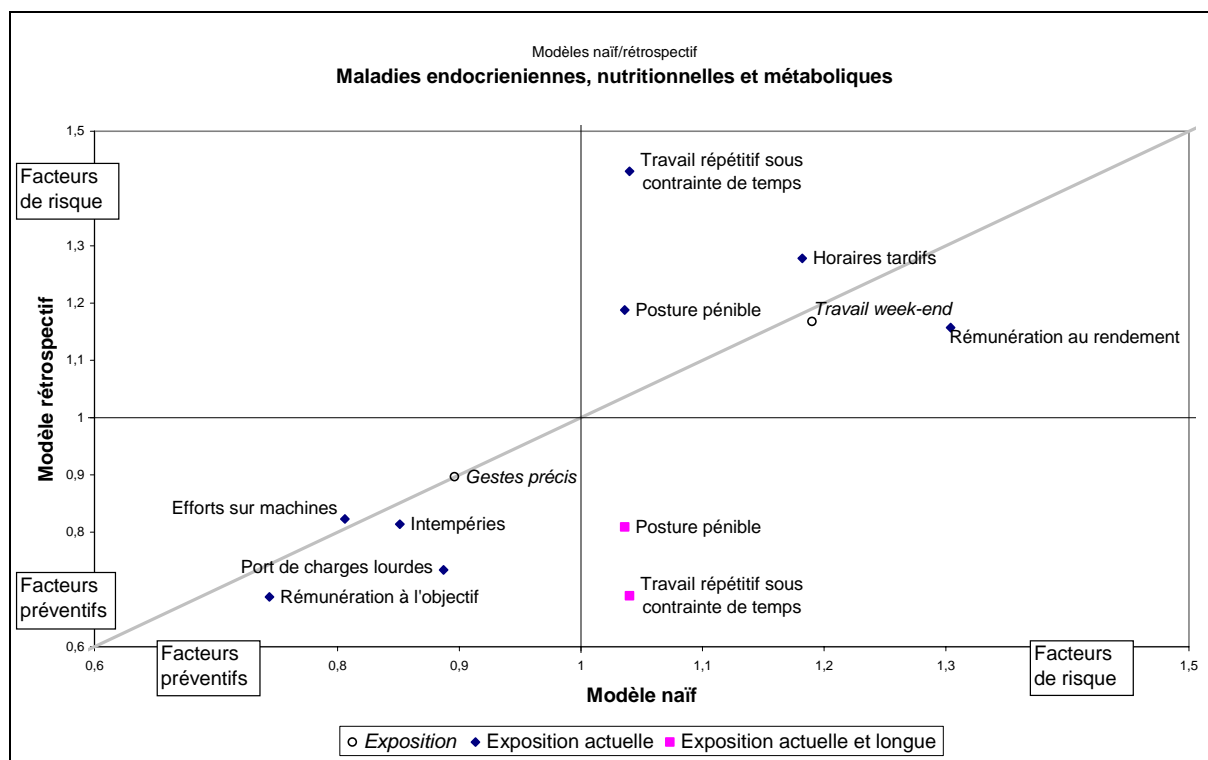 Modèles naïf/rétrospectif
Maladies endocrieniennes, nutritionnelles et métaboliques
1,5
Facteurs
de risque
Travail répétitif sous
contrainte de temps
1,3
Horaires tardifs
1,2
Posture pénible
Travail week-end
Rémunération au rendement
1,1
Modèle rétrospectif
1
0,9
Gestes précis
Efforts sur machines
Intempéries
0,8
Posture pénible
Port de charges lourdes
0,7
Facteurs
préventifs
Rémunération à l'objectif
Travail répétitif sous
contrainte de temps
0,6
0,6
Facteurs
préventifs
0,8
0,9
1
1,1
1,2
1,3
Facteurs
de risque
1,5
Modèle naïf
Exposition
Exposition actuelle
Exposition actuelle et longue